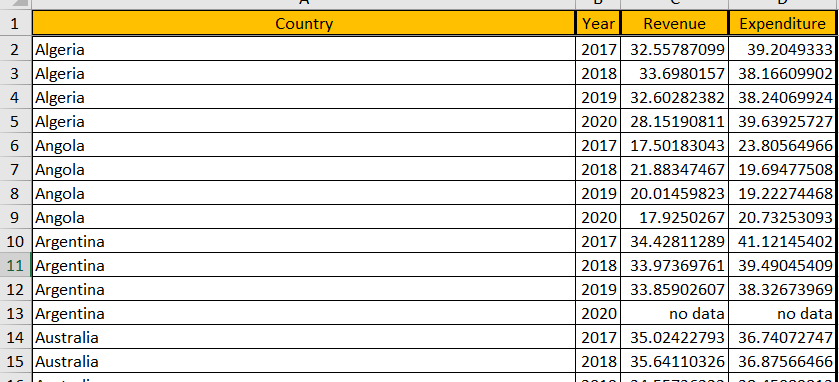 1 Country Year Revenue Expenditure
2 Algeria 2017 32.55787099 39.2049333
3 Algeria 2018 33.6980157 38.16609902
4 Algeria 2019 32.60282382 38.24069924
5 Algeria 2020 28.15190811 39.63925727
6 Angola 2017 17.50183043 23.80564966
7 Angola 2018 21.88347467 19.69477508
8 Angola 2019 20.01459823 19.22274468
9 Angola 2020 17.9250267 20.73253093
10 Argentina 2017 34.42811289 41.12145402
11 Argentina 2018 33.97369761 39.49045409
12 Argentina 2019 33.85902607 38.32673969
13 Argentina 2020 no data no data
14 Australia 2017 35.02422793 36.74072747
15 Australia 2018 35.64110326 36.87566466